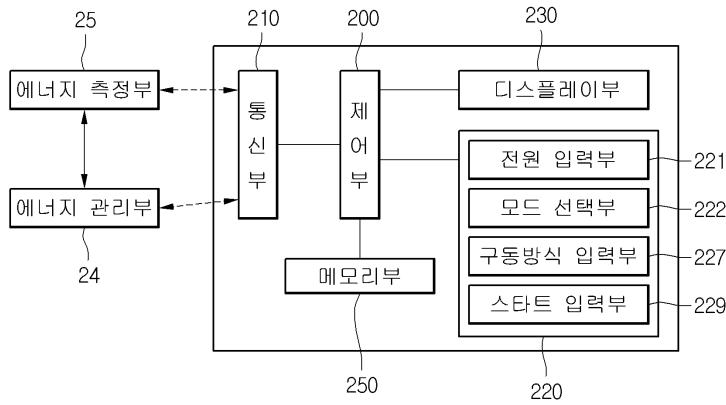 25
210
200
230
에너지 측정부
통신부
제어부
디스플레이부
전원 입력부
221
모드 선택부
222
에너지 관리부
24
구동방식 입력부
227
메모리부
스타트 입력부
229
250
220